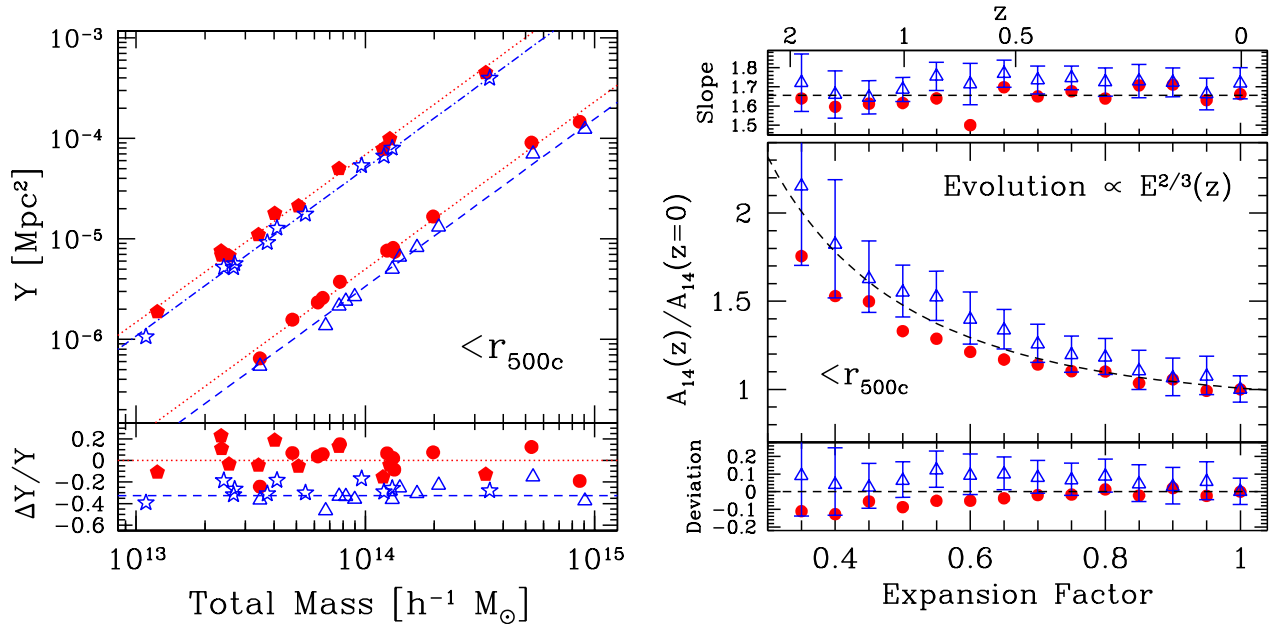 10⁻³
10⁻⁴
10⁻⁵
10⁻⁶
Y [Mpc²]
<r500c
0.2
0
−0.2
−0.4
−0.6
ΔY/Y
10¹³ 10¹⁴ 10¹⁵
Total Mass [h⁻¹ M⊙]
z
2 1 0.5 0
1.8
1.7
1.6
1.5
Slope
Evolution ∝ E²ᐟ³(z)
2
1.5
1
A₁₄(z)/A₁₄(z=0)
<r500c
0.2
0.1
0
−0.1
−0.2
Deviation
0.4 0.6 0.8 1
Expansion Factor